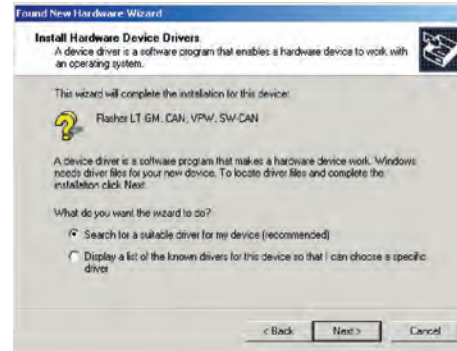 Found New Hardware Wizard
Install Hardware Device Drivers
A device driver is a software program that enables a hardware device to work with
an operating system.
This wizard will complete the installation for this device:
Flasher LT GM. CAN, VPW, SW-CAN
A device driver is a software program that makes a hardware device work. Windows
needs driver files for your new device. To locate driver files and complete the
installation click Next.
What do you want the wizard to do?
Search for a suitable driver for my device (recommended)
Display a list of the known drivers for this device so that I can choose a specific
driver
< Back
Next >
Cancel